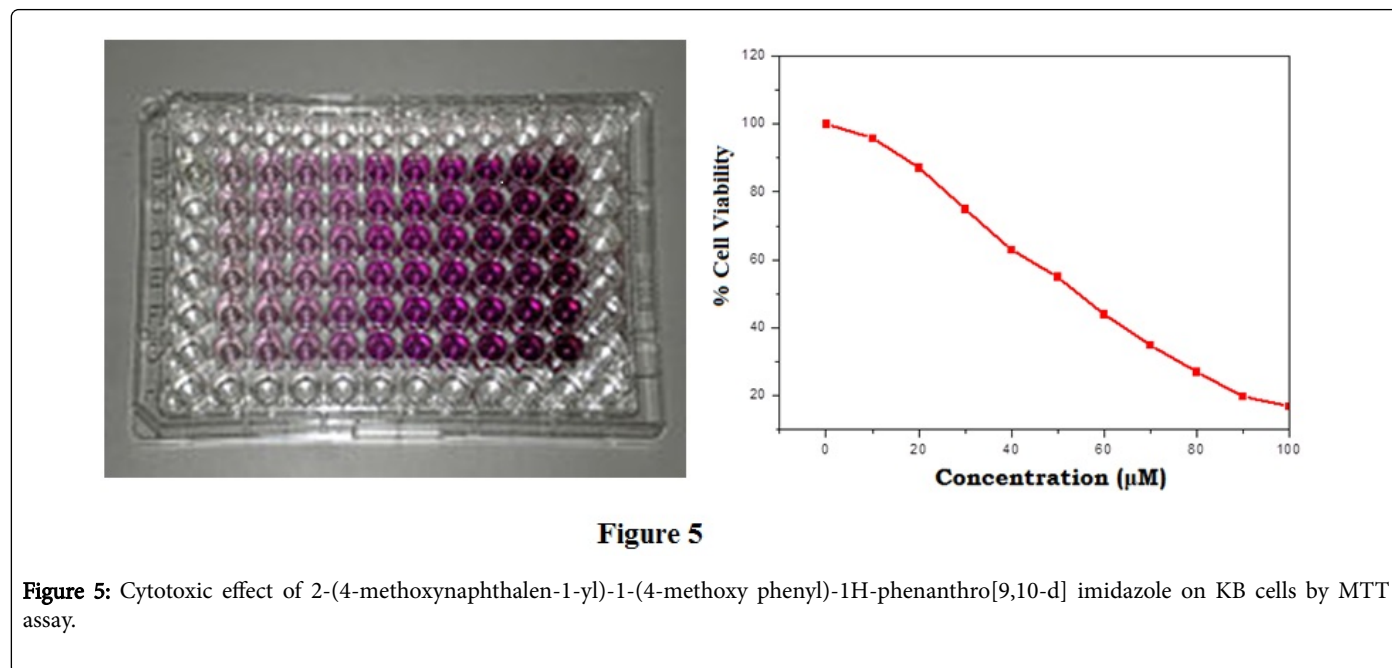 120
100
80
60
40
20
% Cell Viability
0
20
40
60
80
100
Concentration (μM)
Figure 5
Figure 5: Cytotoxic effect of 2-(4-methoxynaphthalen-1-yl)-1-(4-methoxy phenyl)-1H-phenanthro[9,10-d] imidazole on KB cells by MTT
assay.